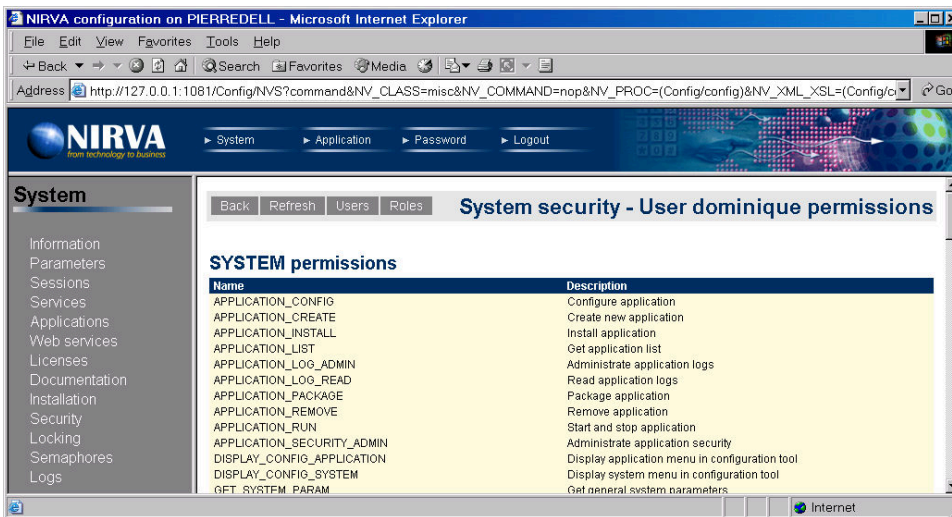 NIRVA configuration on PIERREDELL - Microsoft Internet Explorer
File Edit View Favorites Tools Help
Back Search Favorites Media
Address http://127.0.0.1:1081/Config/NVS?command&NV_CLASS=misc&NV_COMMAND=nop&NV_PROC=(Config/config)&NV_XML_XSL=(Config/c Go
NIRVA
from technology to business
System Application Password Logout
System
Back Refresh Users Roles System security - User dominique permissions
Information
Parameters
Sessions
Services
Applications
Web services
Licenses
Documentation
Installation
Security
Locking
Semaphores
Logs
SYSTEM permissions
Name Description
APPLICATION_CONFIG Configure application
APPLICATION_CREATE Create new application
APPLICATION_INSTALL Install application
APPLICATION_LIST Get application list
APPLICATION_LOG_ADMIN Administrate application logs
APPLICATION_LOG_READ Read application logs
APPLICATION_PACKAGE Package application
APPLICATION_REMOVE Remove application
APPLICATION_RUN Start and stop application
APPLICATION_SECURITY_ADMIN Administrate application security
DISPLAY_CONFIG_APPLICATION Display application menu in configuration tool
DISPLAY_CONFIG_SYSTEM Display system menu in configuration tool
GET_SYSTEM_PARAM Get general system parameters
Internet